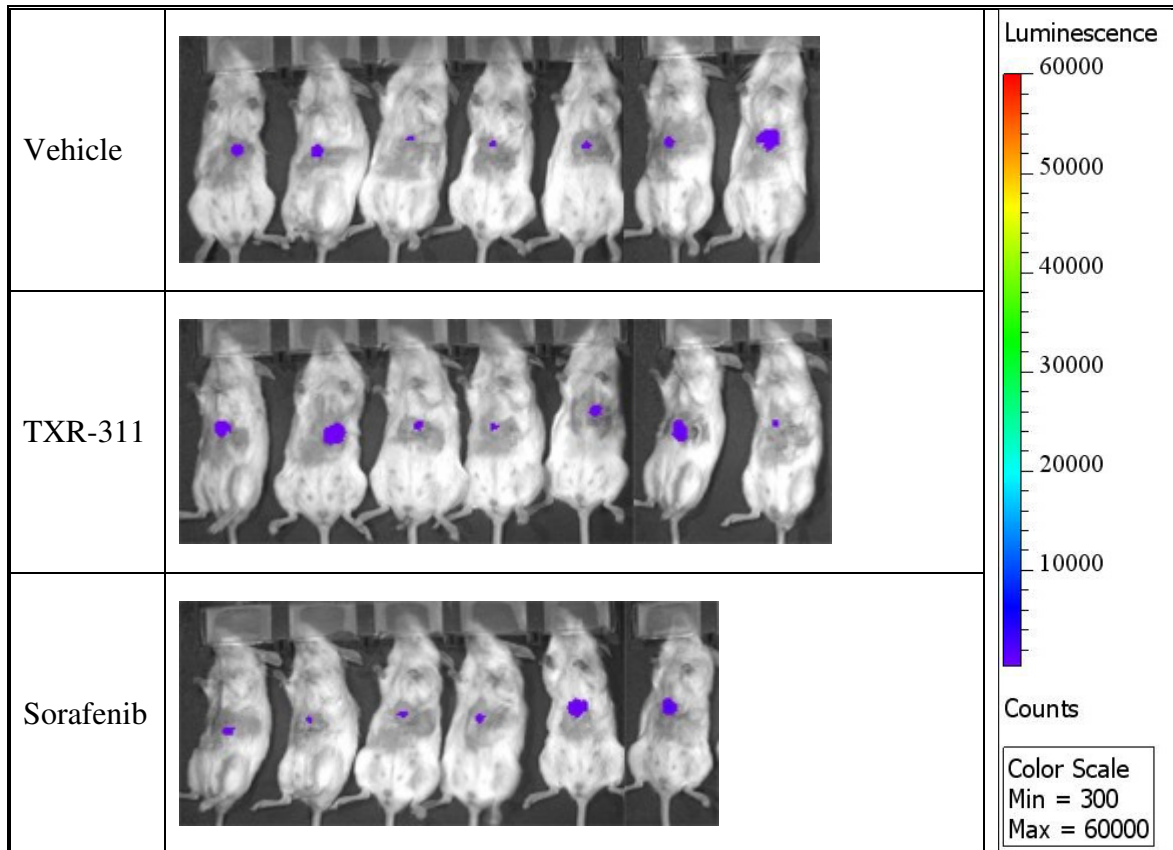 Vehicle
TXR-311
Sorafenib
Luminescence
60000
50000
40000
30000
20000
10000
Counts
Color Scale
Min = 300
Max = 60000